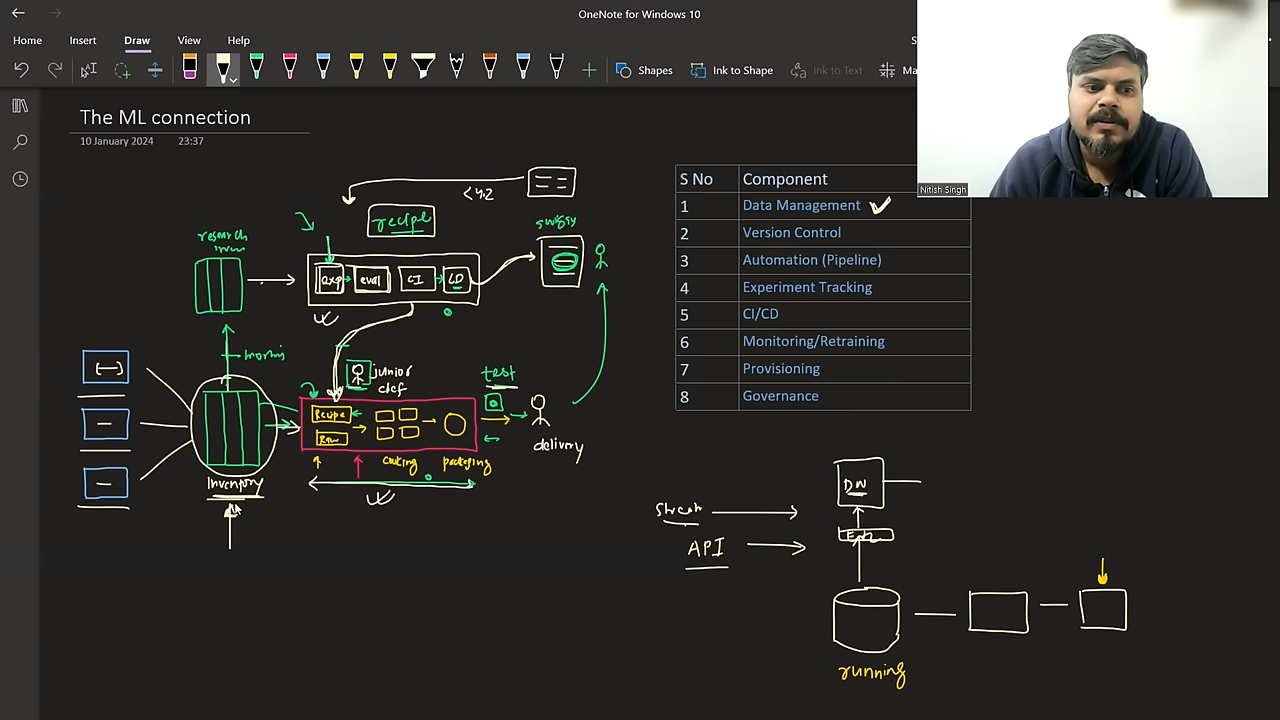 OneNote for Windows 10
Home Insert Draw View Help
Shapes Ink to Shape Ink to Text Ma
The ML connection
10 January 2024 23:37
Nitish Singh
S No Component
1 Data Management
2 Version Control
3 Automation (Pipeline)
4 Experiment Tracking
5 CI/CD
6 Monitoring/Retraining
7 Provisioning
8 Governance
<4.2
recipe
swiggy
research
exp eval CI CD
junior
chef
test
Recipe
Raw
cooking packaging
delivery
Inventory
DW
Stream
API
running